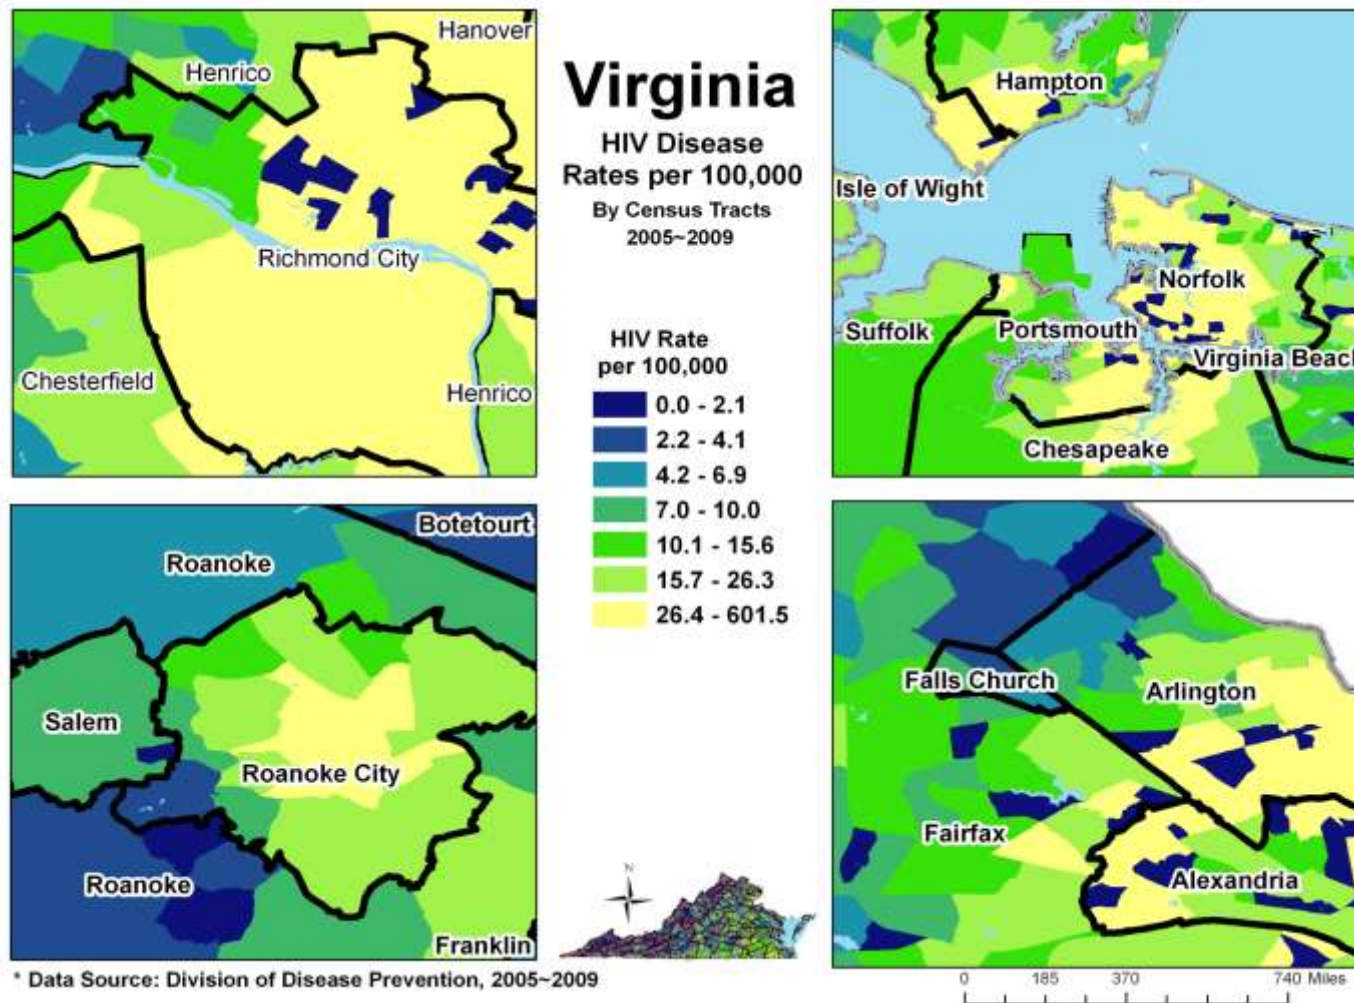 Virginia
HIV Disease
Rates per 100,000
By Census Tracts
2005~2009
HIV Rate
per 100,000
0.0 - 2.1
2.2 - 4.1
4.2 - 6.9
7.0 - 10.0
10.1 - 15.6
15.7 - 26.3
26.4 - 601.5
Hanover
Henrico
Richmond City
Chesterfield
Henrico
Hampton
Isle of Wight
Norfolk
Suffolk
Portsmouth
Virginia Beach
Chesapeake
Botetourt
Roanoke
Salem
Roanoke City
Roanoke
Franklin
Falls Church
Arlington
Fairfax
Alexandria
N
* Data Source: Division of Disease Prevention, 2005~2009
0 185 370 740 Miles